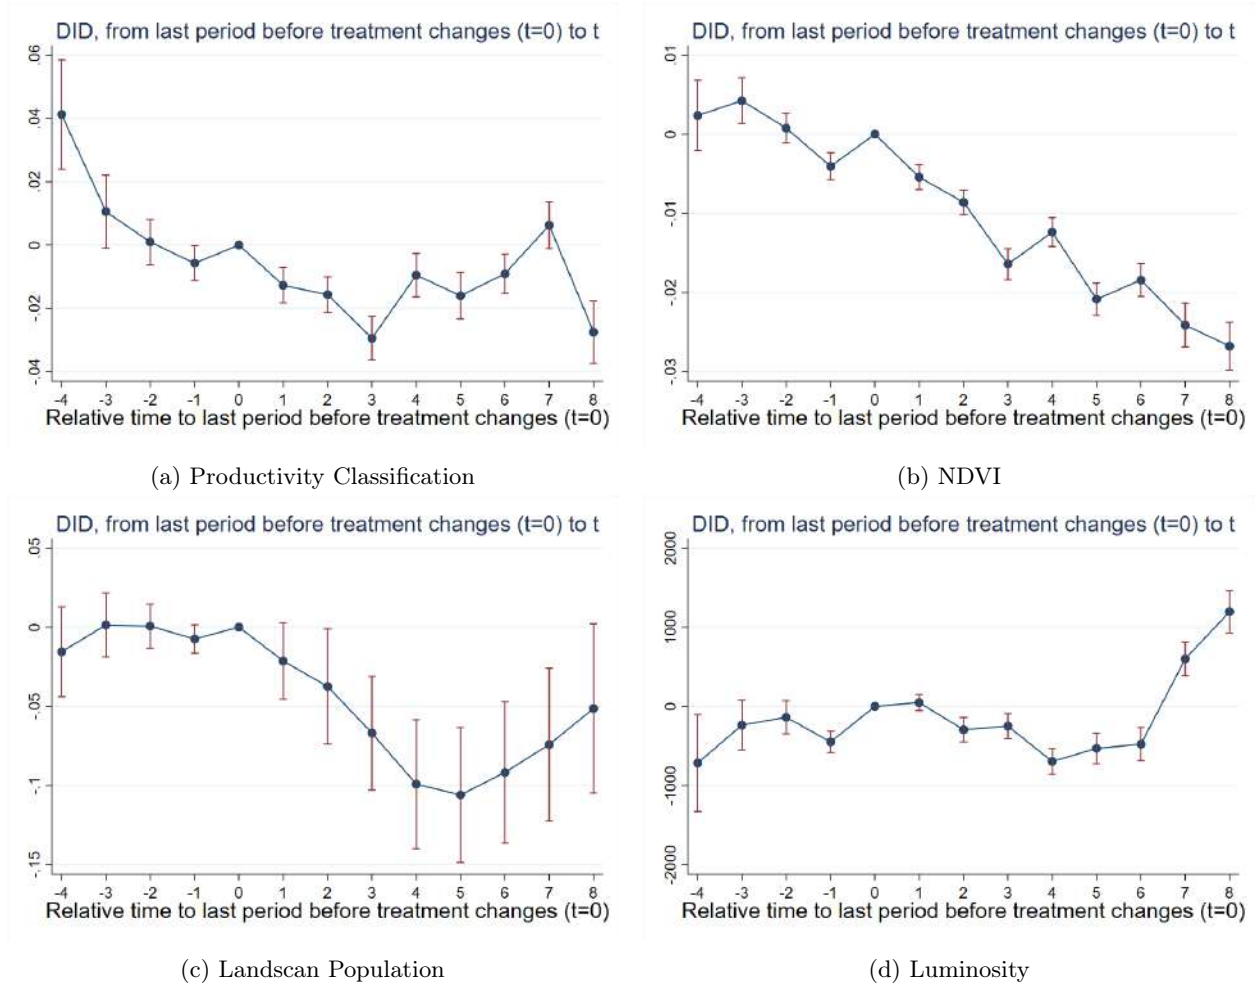 DID, from last period before treatment changes (t=0) to t
.06
.04
.02
0
-.02
-.04
-4 -3 -2 -1 0 1 2 3 4 5 6 7 8
Relative time to last period before treatment changes (t=0)
(a) Productivity Classification
DID, from last period before treatment changes (t=0) to t
.01
0
-.01
-.02
-.03
-4 -3 -2 -1 0 1 2 3 4 5 6 7 8
Relative time to last period before treatment changes (t=0)
(b) NDVI
DID, from last period before treatment changes (t=0) to t
.05
0
-.05
-.1
-.15
-4 -3 -2 -1 0 1 2 3 4 5 6 7 8
Relative time to last period before treatment changes (t=0)
(c) Landscan Population
DID, from last period before treatment changes (t=0) to t
2000
1000
0
-1000
-2000
-4 -3 -2 -1 0 1 2 3 4 5 6 7 8
Relative time to last period before treatment changes (t=0)
(d) Luminosity